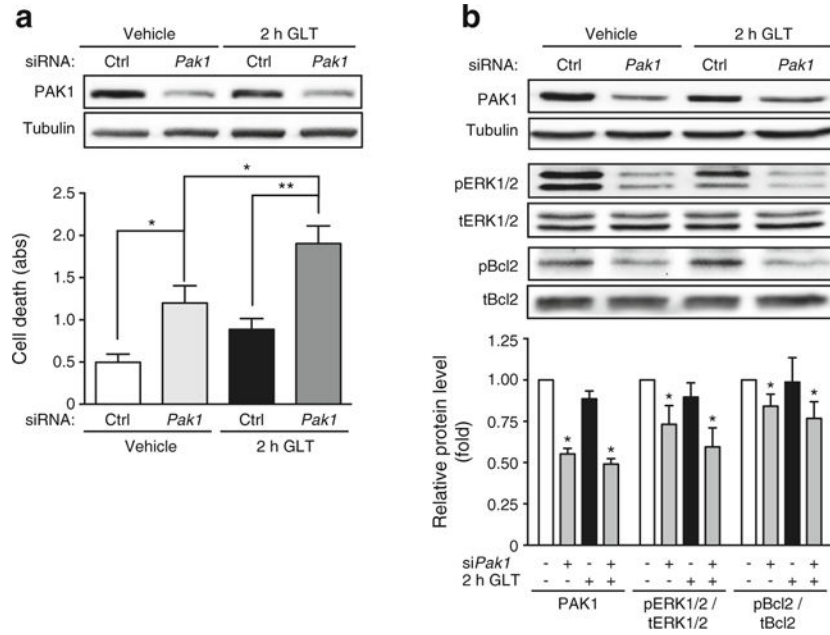 a
Vehicle 2 h GLT
siRNA: Ctrl Pak1 Ctrl Pak1
PAK1
Tubulin
Cell death (abs)
2.5
2.0
1.5
1.0
0.5
0
* * **
siRNA: Ctrl Pak1 Ctrl Pak1
Vehicle 2 h GLT
b
Vehicle 2 h GLT
siRNA: Ctrl Pak1 Ctrl Pak1
PAK1
Tubulin
pERK1/2
tERK1/2
pBcl2
tBcl2
Relative protein level
(fold)
1.25
1.00
0.75
0.50
0.25
0
* * * * * *
siPak1 - + - + - + - + - + - +
2 h GLT - - + + - - + + - - + +
PAK1 pERK1/2 / pBcl2 /
tERK1/2 tBcl2